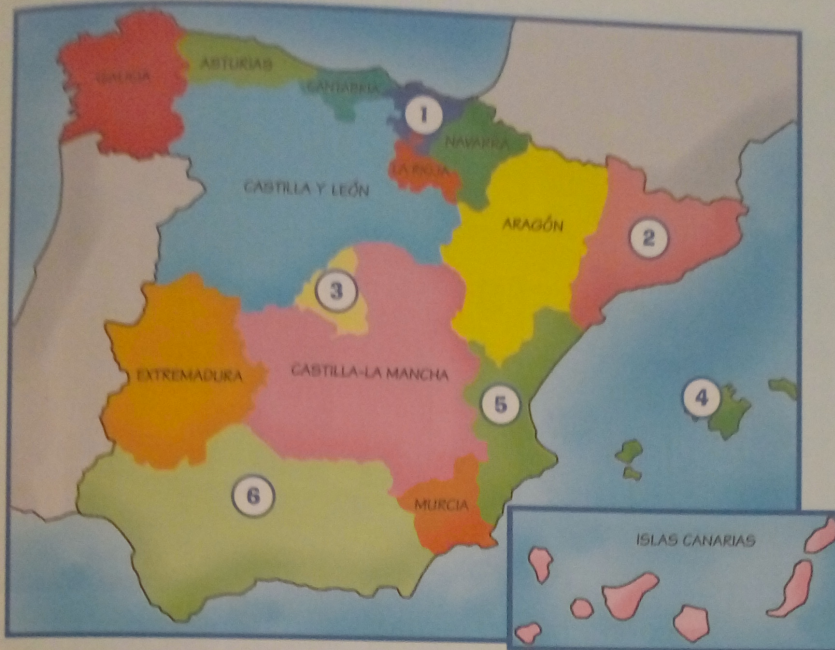 GALICIA
ASTURIAS
CANTABRIA
1
NAVARRA
LA RIOJA
CASTILLA Y LEÓN
ARAGÓN
2
3
EXTREMADURA
CASTILLA-LA MANCHA
4
5
6
MURCIA
ISLAS CANARIAS